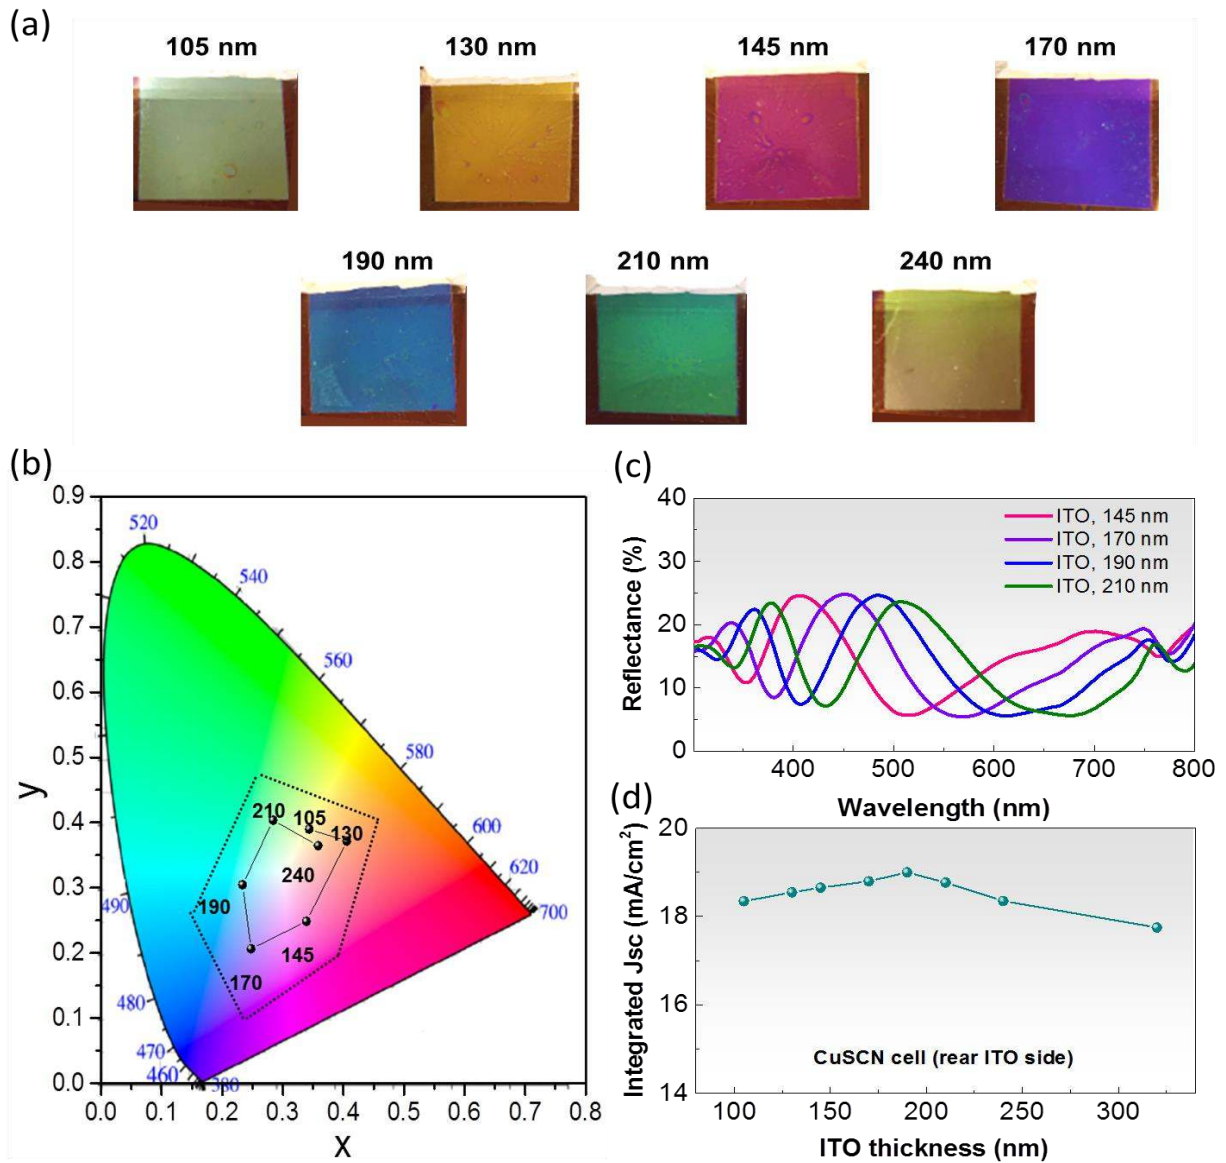 (a)
105 nm
130 nm
145 nm
170 nm
190 nm
210 nm
240 nm
(b)
0.9
0.8
0.7
0.6
0.5
0.4
0.3
0.2
0.1
0.0
y
520
540
560
580
600
620
700
490
480
470
460
380
210
105
130
240
190
145
170
0.0 0.1 0.2 0.3 0.4 0.5 0.6 0.7 0.8
X
(c)
40
30
20
10
0
Reflectance (%)
ITO, 145 nm
ITO, 170 nm
ITO, 190 nm
ITO, 210 nm
400 500 600 700 800
Wavelength (nm)
(d)
20
18
16
14
Integrated Jsc (mA/cm²)
CuSCN cell (rear ITO side)
100 150 200 250 300
ITO thickness (nm)